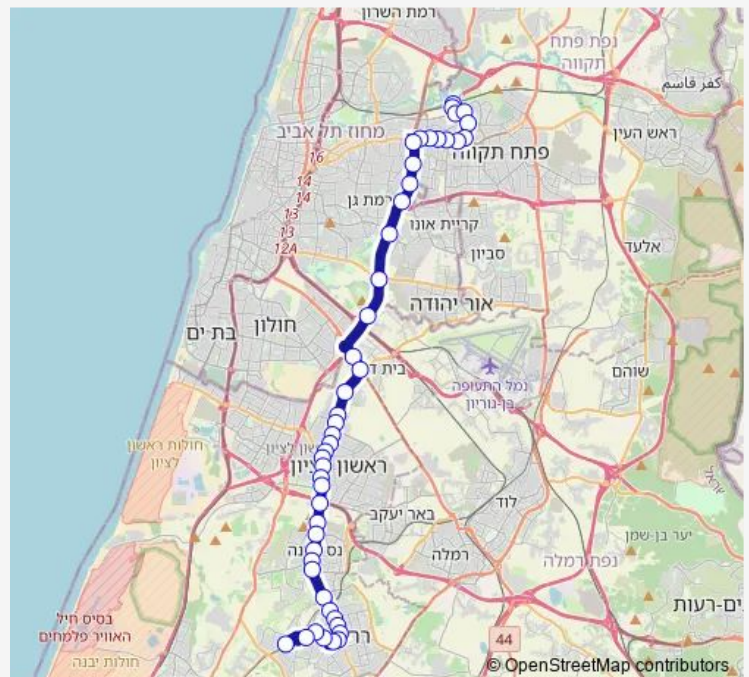 רמת השרון
נפת פתח
תקווה
כפר קאסם
מחוז תל אביב
ראש העין
16
פתח תקווה
14
14
רמת גן
13
13
קריית אונו
12A
אלעד
סביון
אור יהודה
חולון
בת ים
שוהם
נמל התעופה
בן-גוריון
חולות ראשון
לציון
ראשון לציון
לוד
באר יעקב
יער בן-שמן
רמלה
נפת רמלה
בסיס חיל
האוויר פלמחים
44
חולות יבנה
© OpenStreetMap contributors